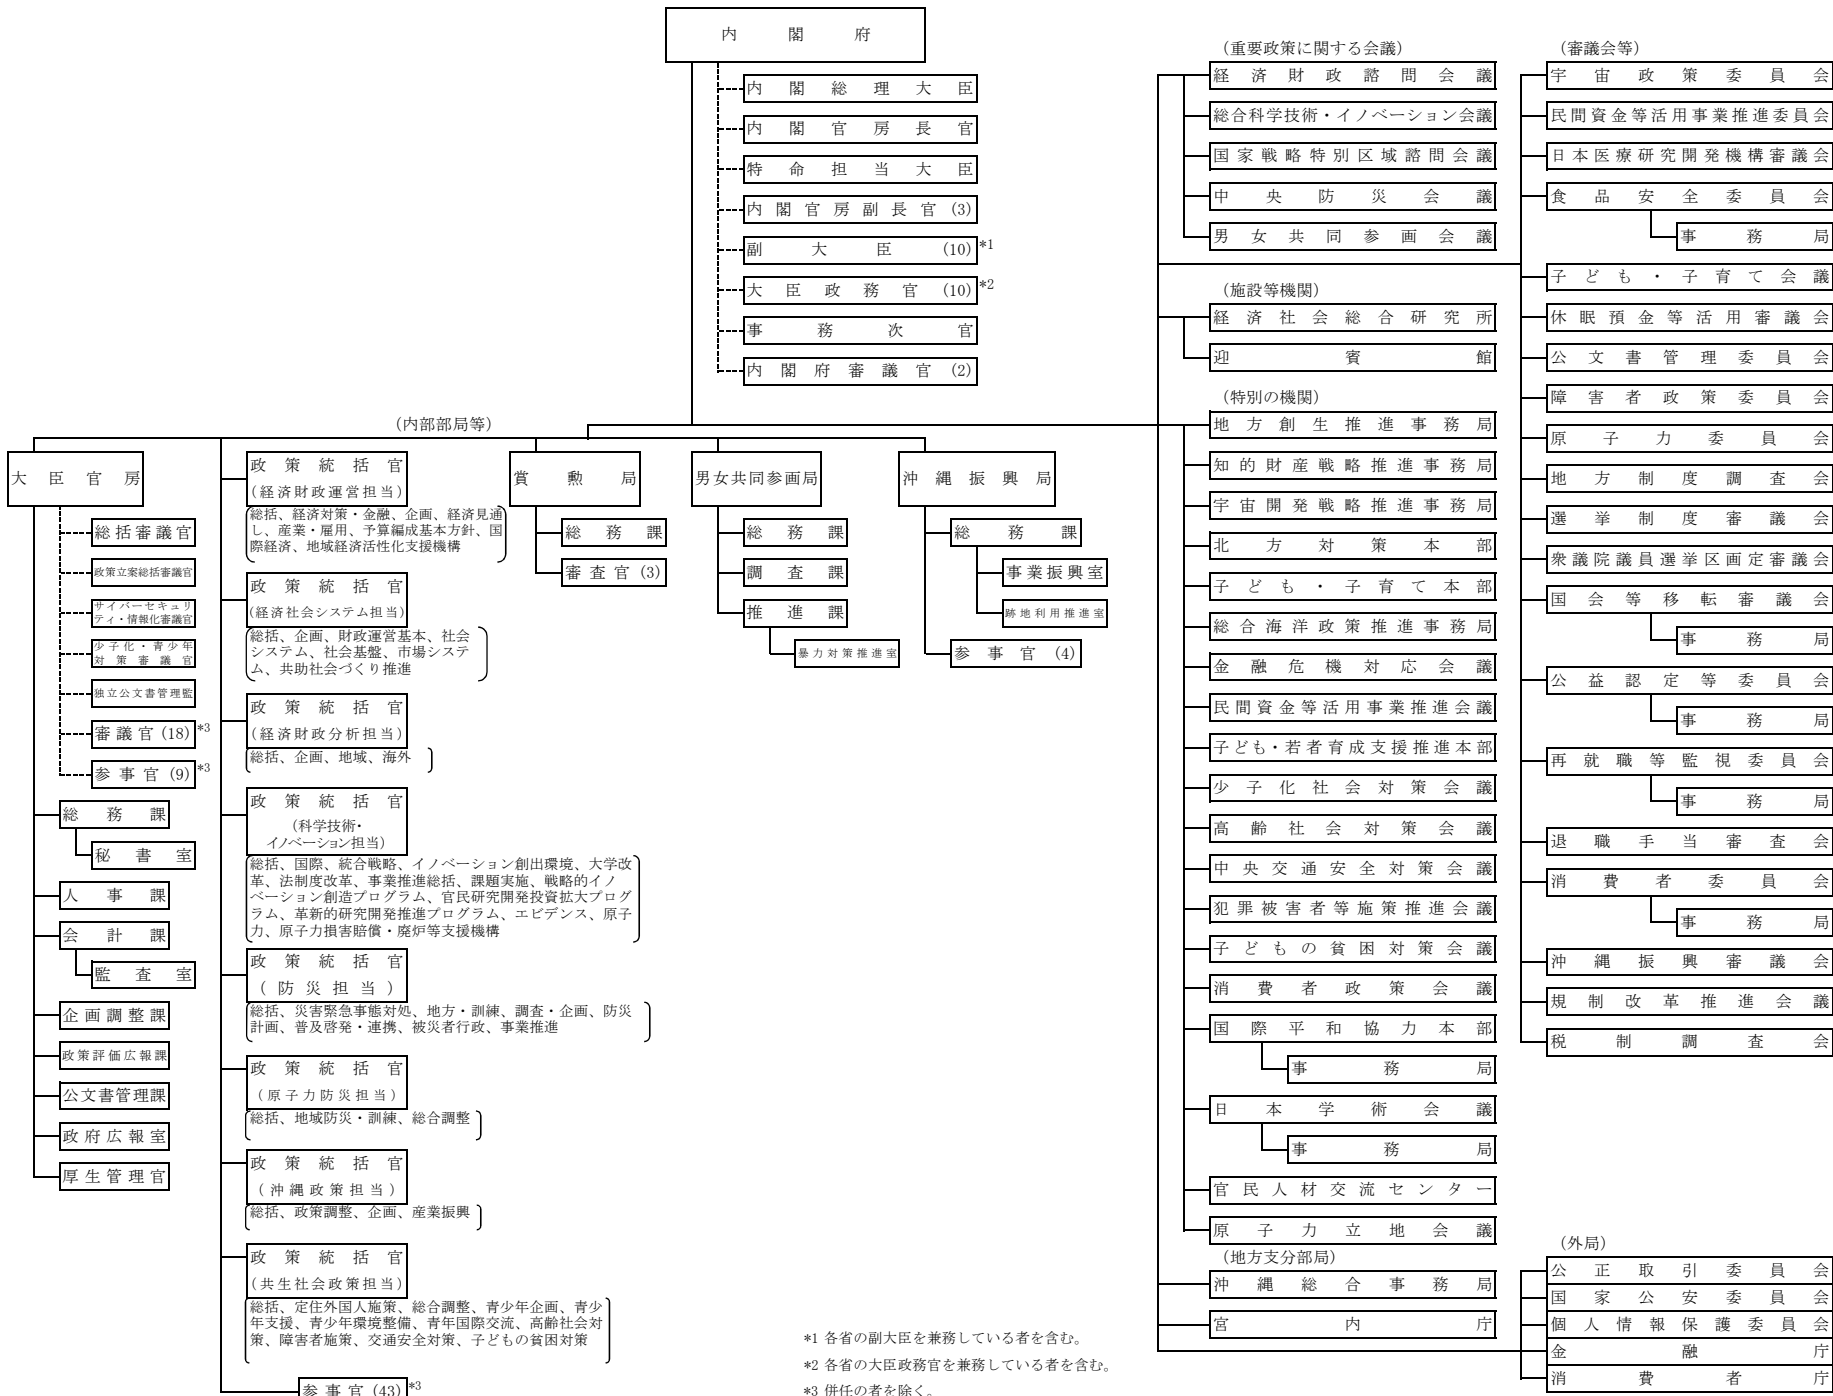 内閣府
内閣総理大臣
内閣官房長官
特命担当大臣
内閣官房副長官(3)
副大臣(10)*1
大臣政務官(10)*2
事務次官
内閣府審議官(2)
(内部部局等)
大臣官房
総括審議官
政策立案総括審議官
サイバーセキュリ
ティ・情報化審議官
少子化・青少年
対策審議官
独立公文書管理監
審議官(18)*3
参事官(9)*3
総務課
秘書室
人事課
会計課
監査室
企画調整課
政策評価広報課
公文書管理課
政府広報室
厚生管理官
政策統括官
(経済財政運営担当)
総括、経済対策・金融、企画、経済見通
し、産業・雇用、予算編成基本方針、国
際経済、地域経済活性化支援機構
政策統括官
(経済社会システム担当)
総括、企画、財政運営基本、社会
システム、社会基盤、市場システ
ム、共助社会づくり推進
政策統括官
(経済財政分析担当)
総括、企画、地域、海外
政策統括官
(科学技術・
イノベーション担当)
総括、国際、統合戦略、イノベーション創出環境、大学改
革、法制度改革、事業推進総括、課題実施、戦略的イノ
ベーション創造プログラム、官民研究開発投資拡大プログ
ラム、革新的研究開発推進プログラム、エビデンス、原子
力、原子力損害賠償・廃炉等支援機構
政策統括官
(防災担当)
総括、災害緊急事態対処、地方・訓練、調査・企画、防災
計画、普及啓発・連携、被災者行政、事業推進
政策統括官
(原子力防災担当)
総括、地域防災・訓練、総合調整
政策統括官
(沖縄政策担当)
総括、政策調整、企画、産業振興
政策統括官
(共生社会政策担当)
総括、定住外国人施策、総合調整、青少年企画、青少
年支援、青少年環境整備、青年国際交流、高齢社会対
策、障害者施策、交通安全対策、子どもの貧困対策
参事官(43)*3
賞勲局
総務課
審査官(3)
男女共同参画局
総務課
調査課
推進課
暴力対策推進室
沖縄振興局
総務課
事業振興室
跡地利用推進室
参事官(4)
*1 各省の副大臣を兼務している者を含む。
*2 各省の大臣政務官を兼務している者を含む。
*3 併任の者を除く。
(重要政策に関する会議)
経済財政諮問会議
総合科学技術・イノベーション会議
国家戦略特別区域諮問会議
中央防災会議
男女共同参画会議
(施設等機関)
経済社会総合研究所
迎賓館
(特別の機関)
地方創生推進事務局
知的財産戦略推進事務局
宇宙開発戦略推進事務局
北方対策本部
子ども・子育て本部
総合海洋政策推進事務局
金融危機対応会議
民間資金等活用事業推進会議
子ども・若者育成支援推進本部
少子化社会対策会議
高齢社会対策会議
中央交通安全対策会議
犯罪被害者等施策推進会議
子どもの貧困対策会議
消費者政策会議
国際平和協力本部
事務局
日本学術会議
事務局
官民人材交流センター
原子力立地会議
(地方支分部局)
沖縄総合事務局
宮内庁
(審議会等)
宇宙政策委員会
民間資金等活用事業推進委員会
日本医療研究開発機構審議会
食品安全委員会
事務局
子ども・子育て会議
休眠預金等活用審議会
公文書管理委員会
障害者政策委員会
原子力委員会
地方制度調査会
選挙制度審議会
衆議院議員選挙区画定審議会
国会等移転審議会
事務局
公益認定等委員会
事務局
再就職等監視委員会
事務局
退職手当審査会
消費者委員会
事務局
沖縄振興審議会
規制改革推進会議
税制調査会
(外局)
公正取引委員会
国家公安委員会
個人情報保護委員会
金融庁
消費者庁